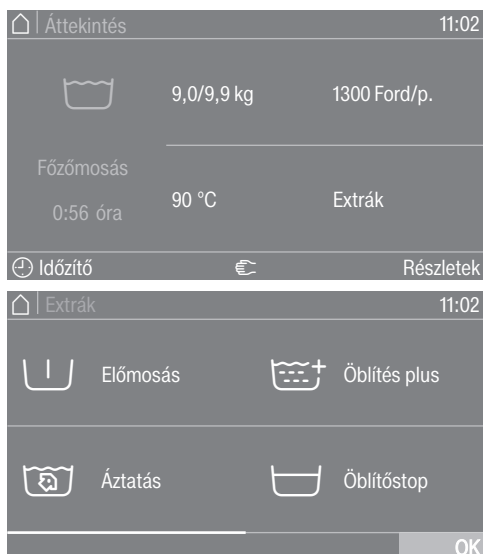 Áttekintés 11:02
9,0/9,9 kg 1300 Ford/p.
Főzőmosás
0:56 óra
90 °C Extrák
Időzítő Részletek
Extrák 11:02
Előmosás Öblítés plus
Áztatás Öblítőstop
OK